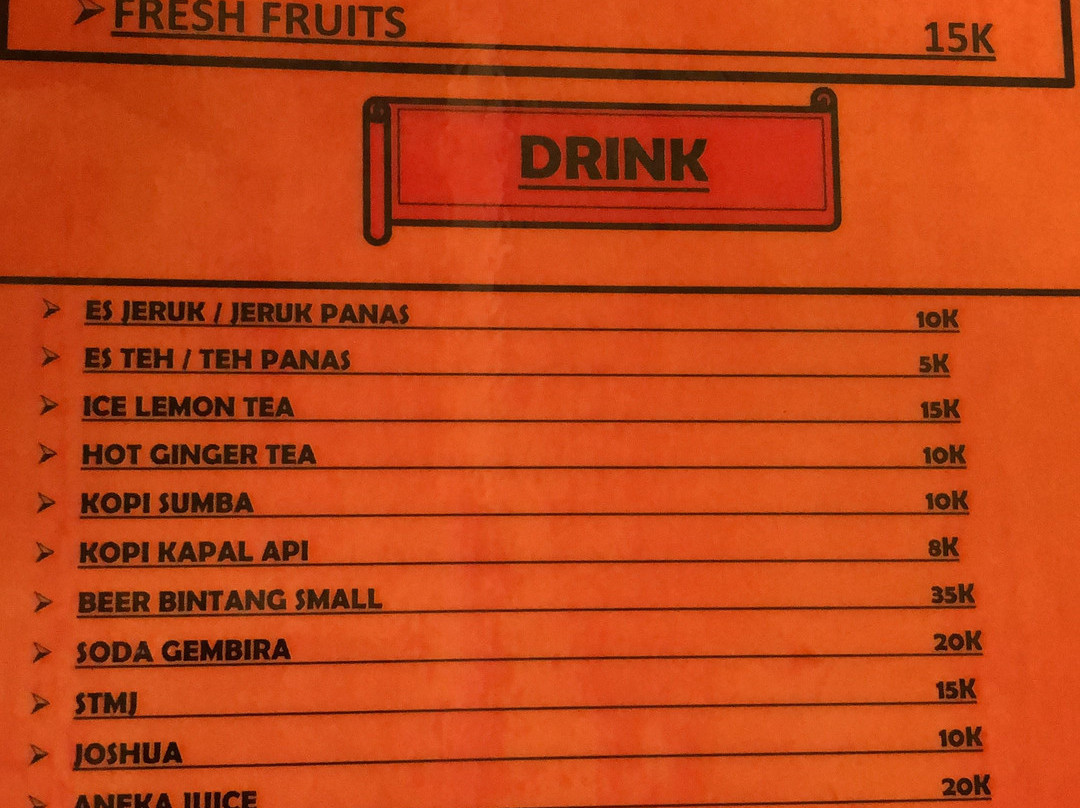 FRESH FRUITS 15K
DRINK
ES JERUK / JERUK PANAS 10K
ES TEH / TEH PANAS 5K
ICE LEMON TEA 15K
HOT GINGER TEA 10K
KOPI SUMBA 10K
KOPI KAPAL API 8K
BEER BINTANG SMALL 35K
SODA GEMBIRA 20K
STMJ 15K
JOSHUA 10K
ANEKA JUICE 20K